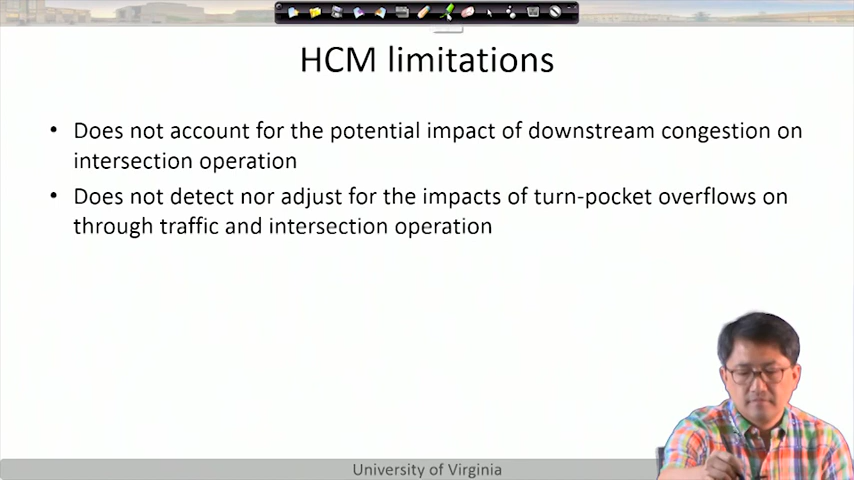 HCM limitations
• Does not account for the potential impact of downstream congestion on
intersection operation
• Does not detect nor adjust for the impacts of turn-pocket overflows on
through traffic and intersection operation
University of Virginia